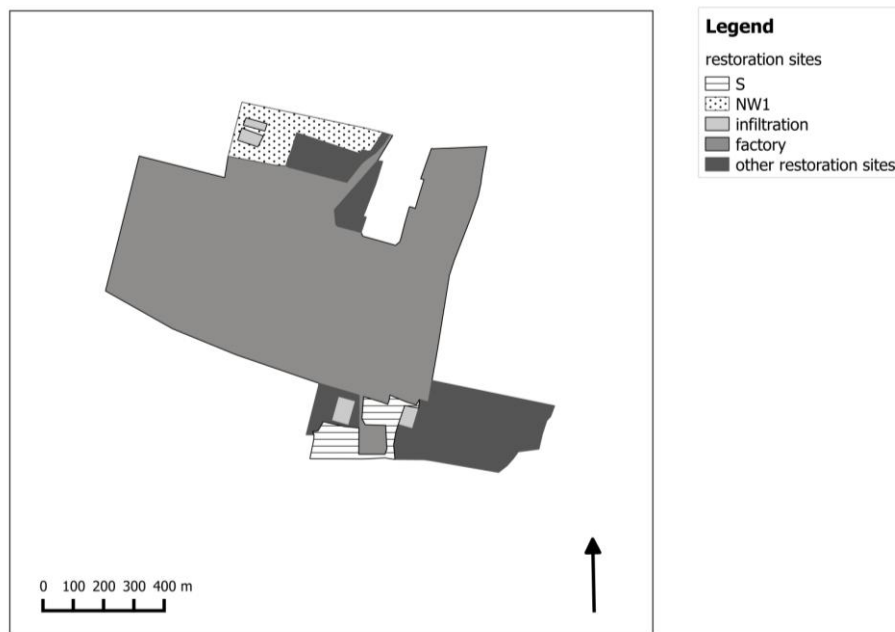 Legend
restoration sites
S
NW1
infiltration
factory
other restoration sites
0 100 200 300 400 m